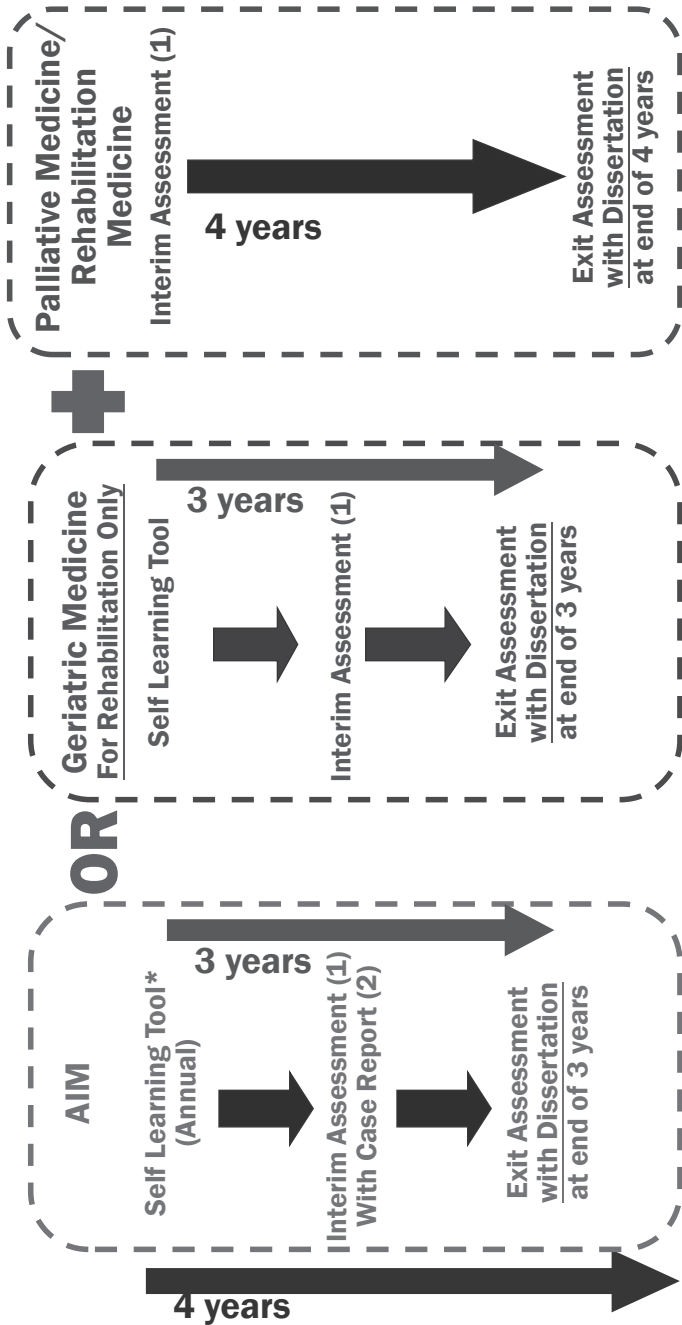 4 years
AIM
Self Learning Tool*
(Annual)
Interim Assessment (1)
With Case Report (2)
Exit Assessment
with Dissertation
at end of 3 years
3 years
OR
Geriatric Medicine
For Rehabilitation Only
Self Learning Tool
Interim Assessment (1)
Exit Assessment
with Dissertation
at end of 3 years
3 years
+
Palliative Medicine/
Rehabilitation
Medicine
Interim Assessment (1)
4 years
Exit Assessment
with Dissertation
at end of 4 years